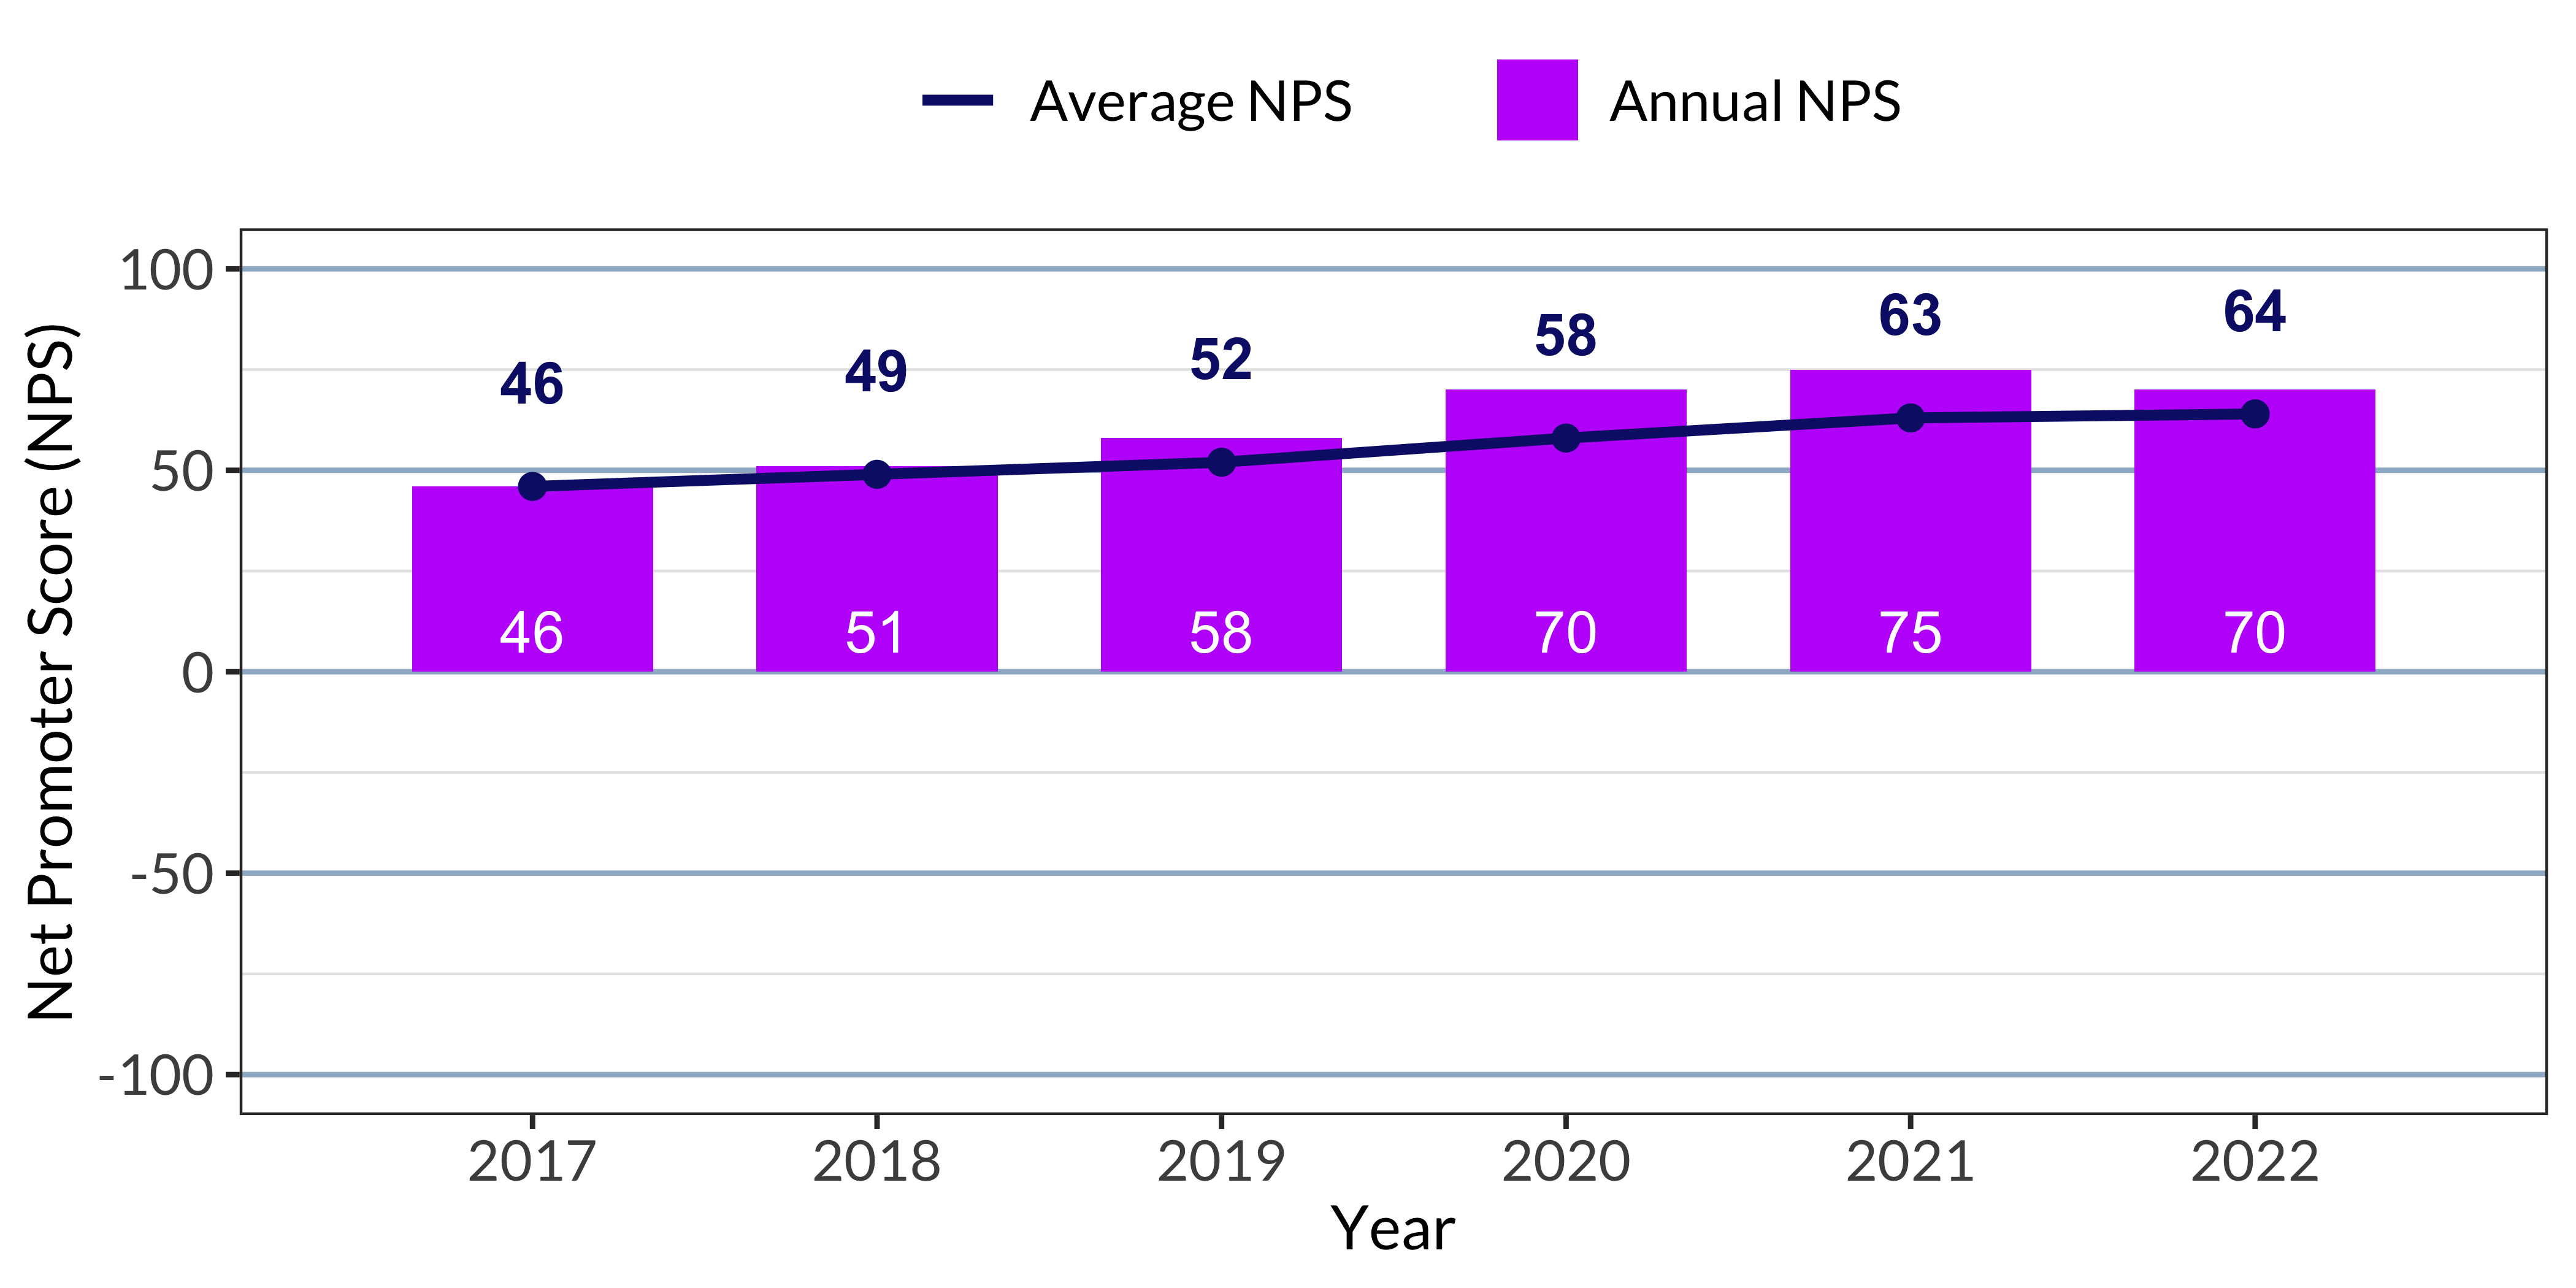 Average NPS Annual NPS
Net Promoter Score (NPS)
100
50
0
-50
-100
46 49 52 58 63 64
46 51 58 70 75 70
2017 2018 2019 2020 2021 2022
Year